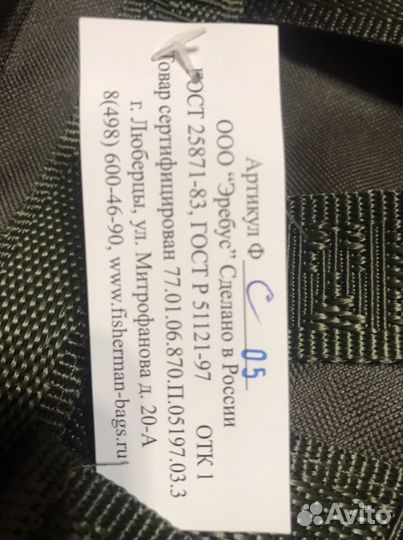 Артикул Ф С 05
ООО “Эребус” Сделано в России
ГОСТ 25871-83, ГОСТ Р 51121-97 ОТК 1
Товар сертифицирован 77.01.06.870.П.05197.03.3
г. Люберцы, ул. Митрофанова д. 20-А
8(498) 600-46-90, www.fisherman-bags.ru
Avito